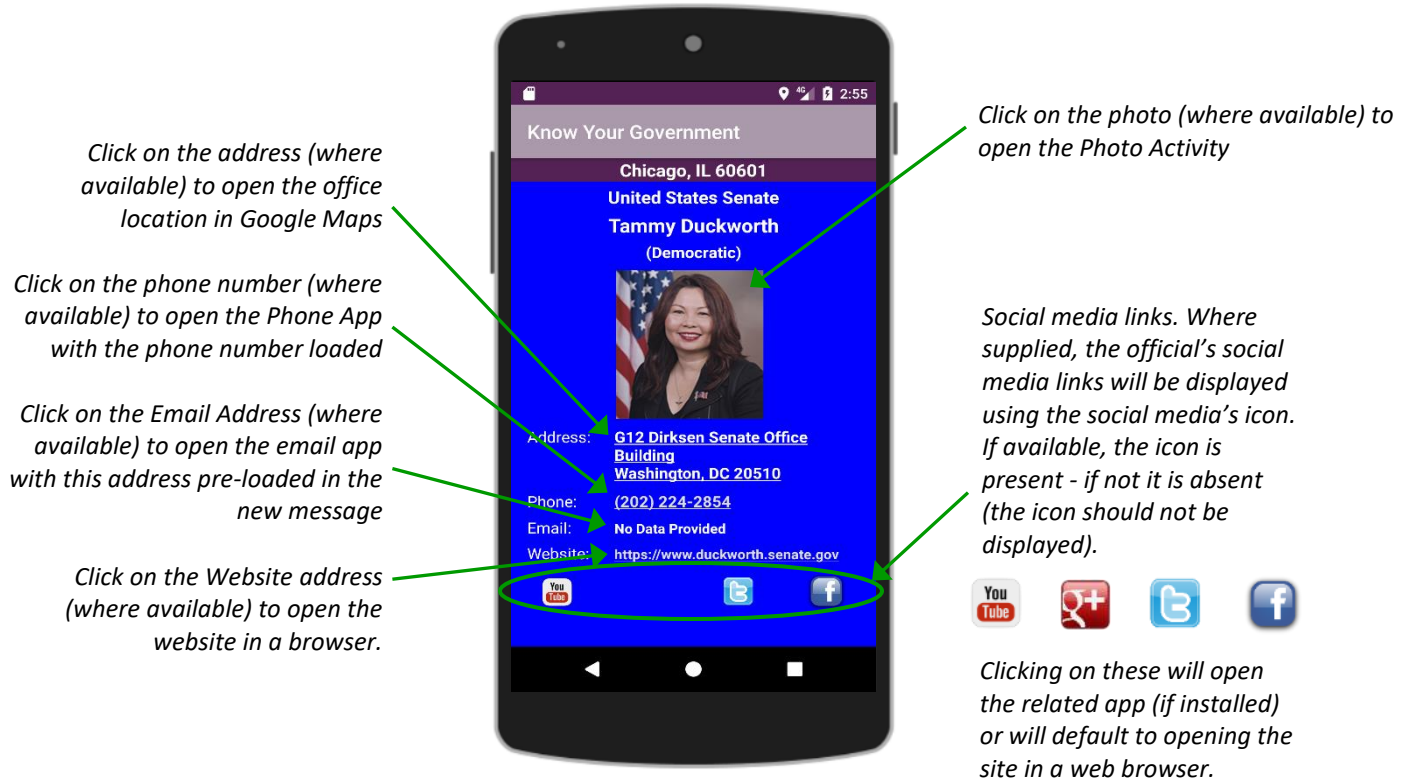 Click on the address (where
available) to open the office
location in Google Maps
Click on the phone number (where
available) to open the Phone App
with the phone number loaded
Click on the Email Address (where
available) to open the email app
with this address pre-loaded in the
new message
Click on the Website address
(where available) to open the
website in a browser.
4G 2:55
Know Your Government
Chicago, IL 60601
United States Senate
Tammy Duckworth
(Democratic)
Address: G12 Dirksen Senate Office
Building
Washington, DC 20510
Phone: (202) 224-2854
Email: No Data Provided
Website: https://www.duckworth.senate.gov
You
Tube
f
Click on the photo (where available) to
open the Photo Activity
Social media links. Where
supplied, the official’s social
media links will be displayed
using the social media’s icon.
If available, the icon is
present - if not it is absent
(the icon should not be
displayed).
You
Tube
g+
f
Clicking on these will open
the related app (if installed)
or will default to opening the
site in a web browser.